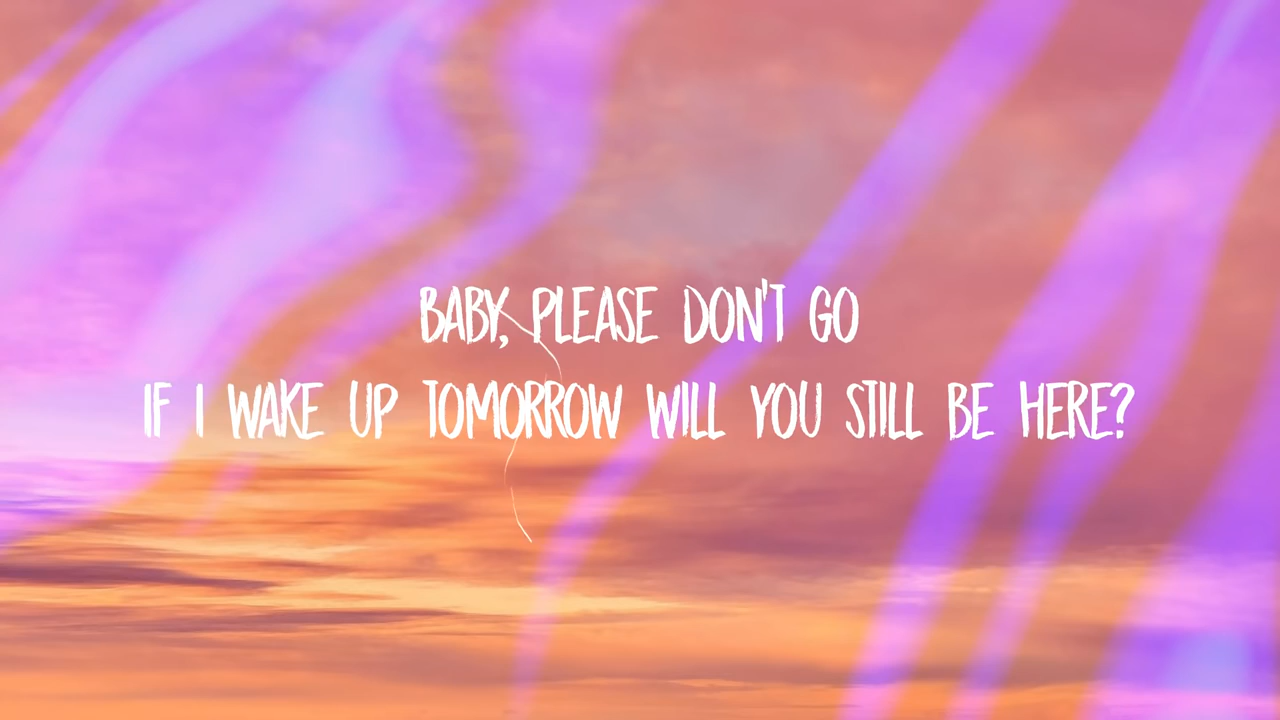 BABY, PLEASE DON'T GO
IF I WAKE UP TOMORROW WILL YOU STILL BE HERE?